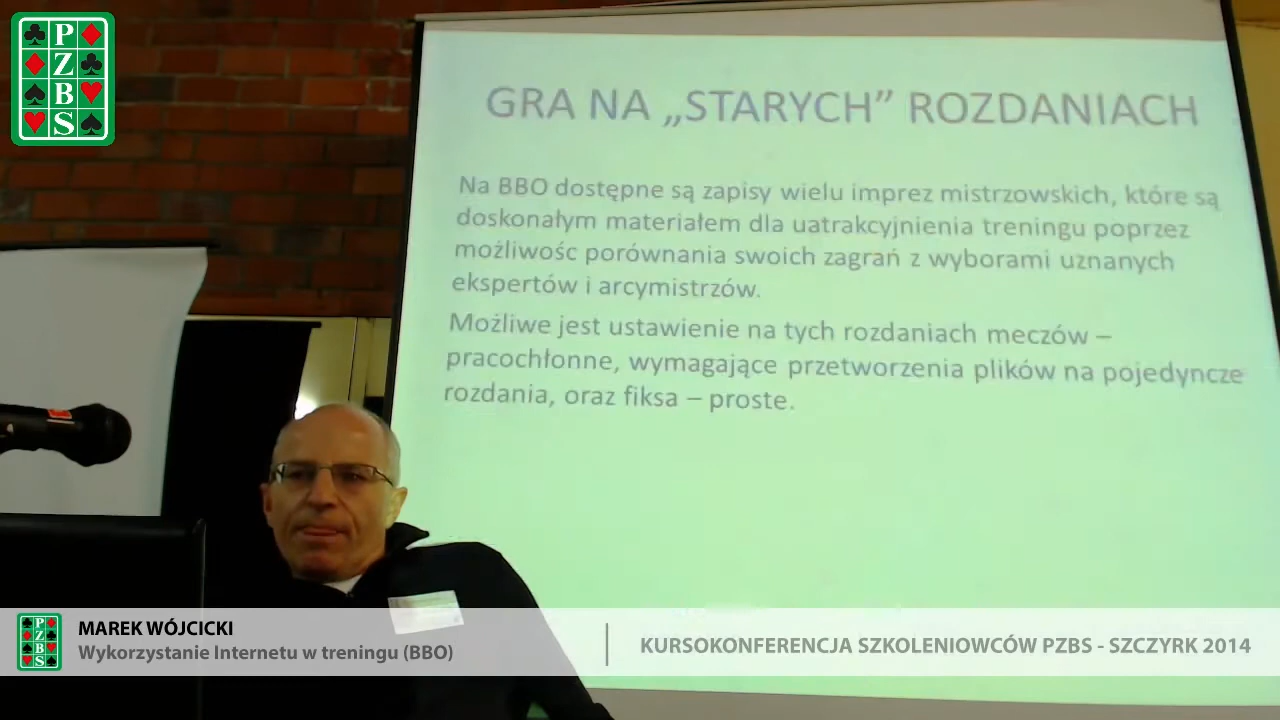 P
Z
B
S
GRA NA „STARYCH” ROZDANIACH
Na BBO dostępne są zapisy wielu imprez mistrzowskich, które są
doskonałym materiałem dla uatrakcyjnienia treningu poprzez
możliwośc porównania swoich zagrań z wyborami uznanych
ekspertów i arcymistrzów.
Możliwe jest ustawienie na tych rozdaniach meczów –
pracochłonne, wymagające przetworzenia plików na pojedyncze
rozdania, oraz fiksa – proste.
P
Z
B
S
MAREK WÓJCICKI
Wykorzystanie Internetu w treningu (BBO)
KURSOKONFERENCJA SZKOLENIOWCÓW PZBS - SZCZYRK 2014